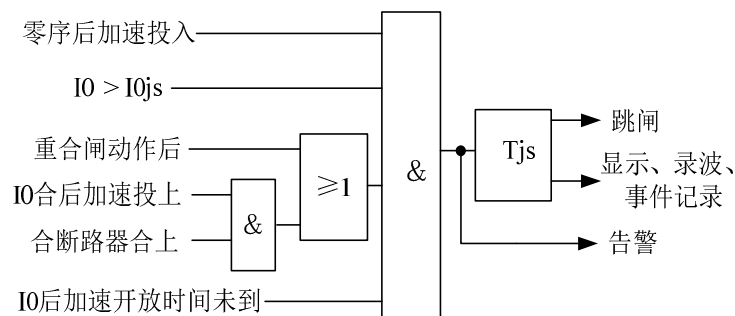 零序后加速投入
I0 > I0js
重合闸动作后
I0合后加速投上
合断路器合上
I0后加速开放时间未到
&
≥1
&
Tjs
跳闸
显示、录波、
事件记录
告警